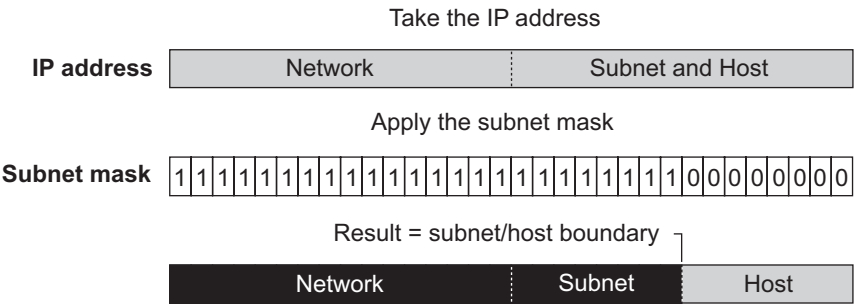 Take the IP address
IP address Network Subnet and Host
Apply the subnet mask
Subnet mask 1 1 1 1 1 1 1 1 1 1 1 1 1 1 1 1 1 1 1 1 1 1 1 1 0 0 0 0 0 0 0 0
Result = subnet/host boundary
Network Subnet Host